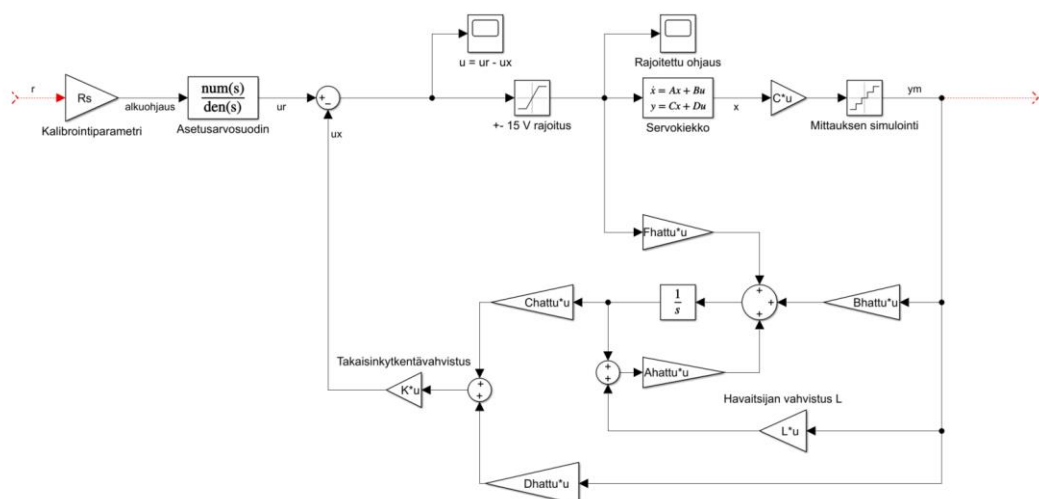 u = ur - ux
Rajoitettu ohjaus
r
Rs
alkuohjaus
num(s)
den(s)
ur
+
-
ẋ = Ax + Bu
y = Cx + Du
x
C*u
ym
Kalibrointiparametri
Asetusarvosuodin
+- 15 V rajoitus
Servokiekko
Mittauksen simulointi
ux
Fhattu*u
Chattu*u
1
s
+
+
+
Bhattu*u
Takaisinkytkentävahvistus
K*u
+
+
+
+
Ahattu*u
Havaitsijan vahvistus L
L*u
Dhattu*u